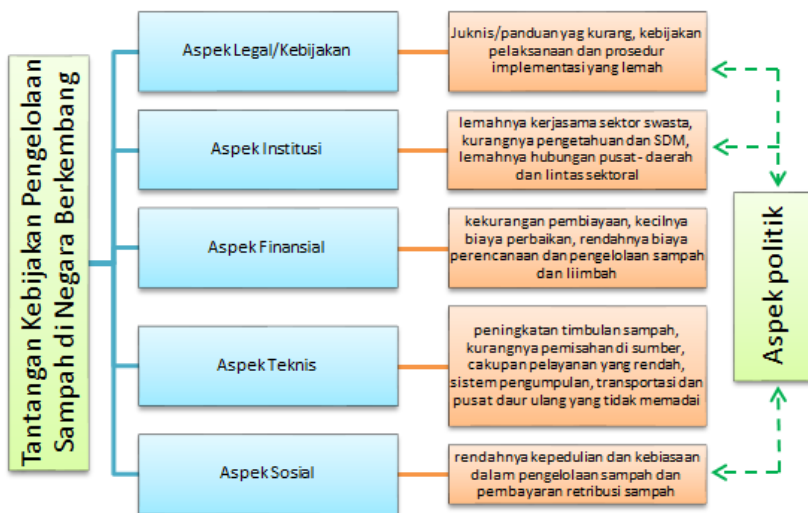 Tantangan Kebijakan Pengelolaan
Sampah di Negara Berkembang
Aspek Legal/Kebijakan
Juknis/panduan yag kurang, kebijakan
pelaksanaan dan prosedur
implementasi yang lemah
Aspek Institusi
lemahnya kerjasama sektor swasta,
kurangnya pengetahuan dan SDM,
lemahnya hubungan pusat - daerah
dan lintas sektoral
Aspek Finansial
kekurangan pembiayaan, kecilnya
biaya perbaikan, rendahnya biaya
perencanaan dan pengelolaan sampah
dan liimbah
Aspek Teknis
peningkatan timbulan sampah,
kurangnya pemisahan di sumber,
cakupan pelayanan yang rendah,
sistem pengumpulan, transportasi dan
pusat daur ulang yang tidak memadai
Aspek Sosial
rendahnya kepedulian dan kebiasaan
dalam pengelolaan sampah dan
pembayaran retribusi sampah
Aspek politik